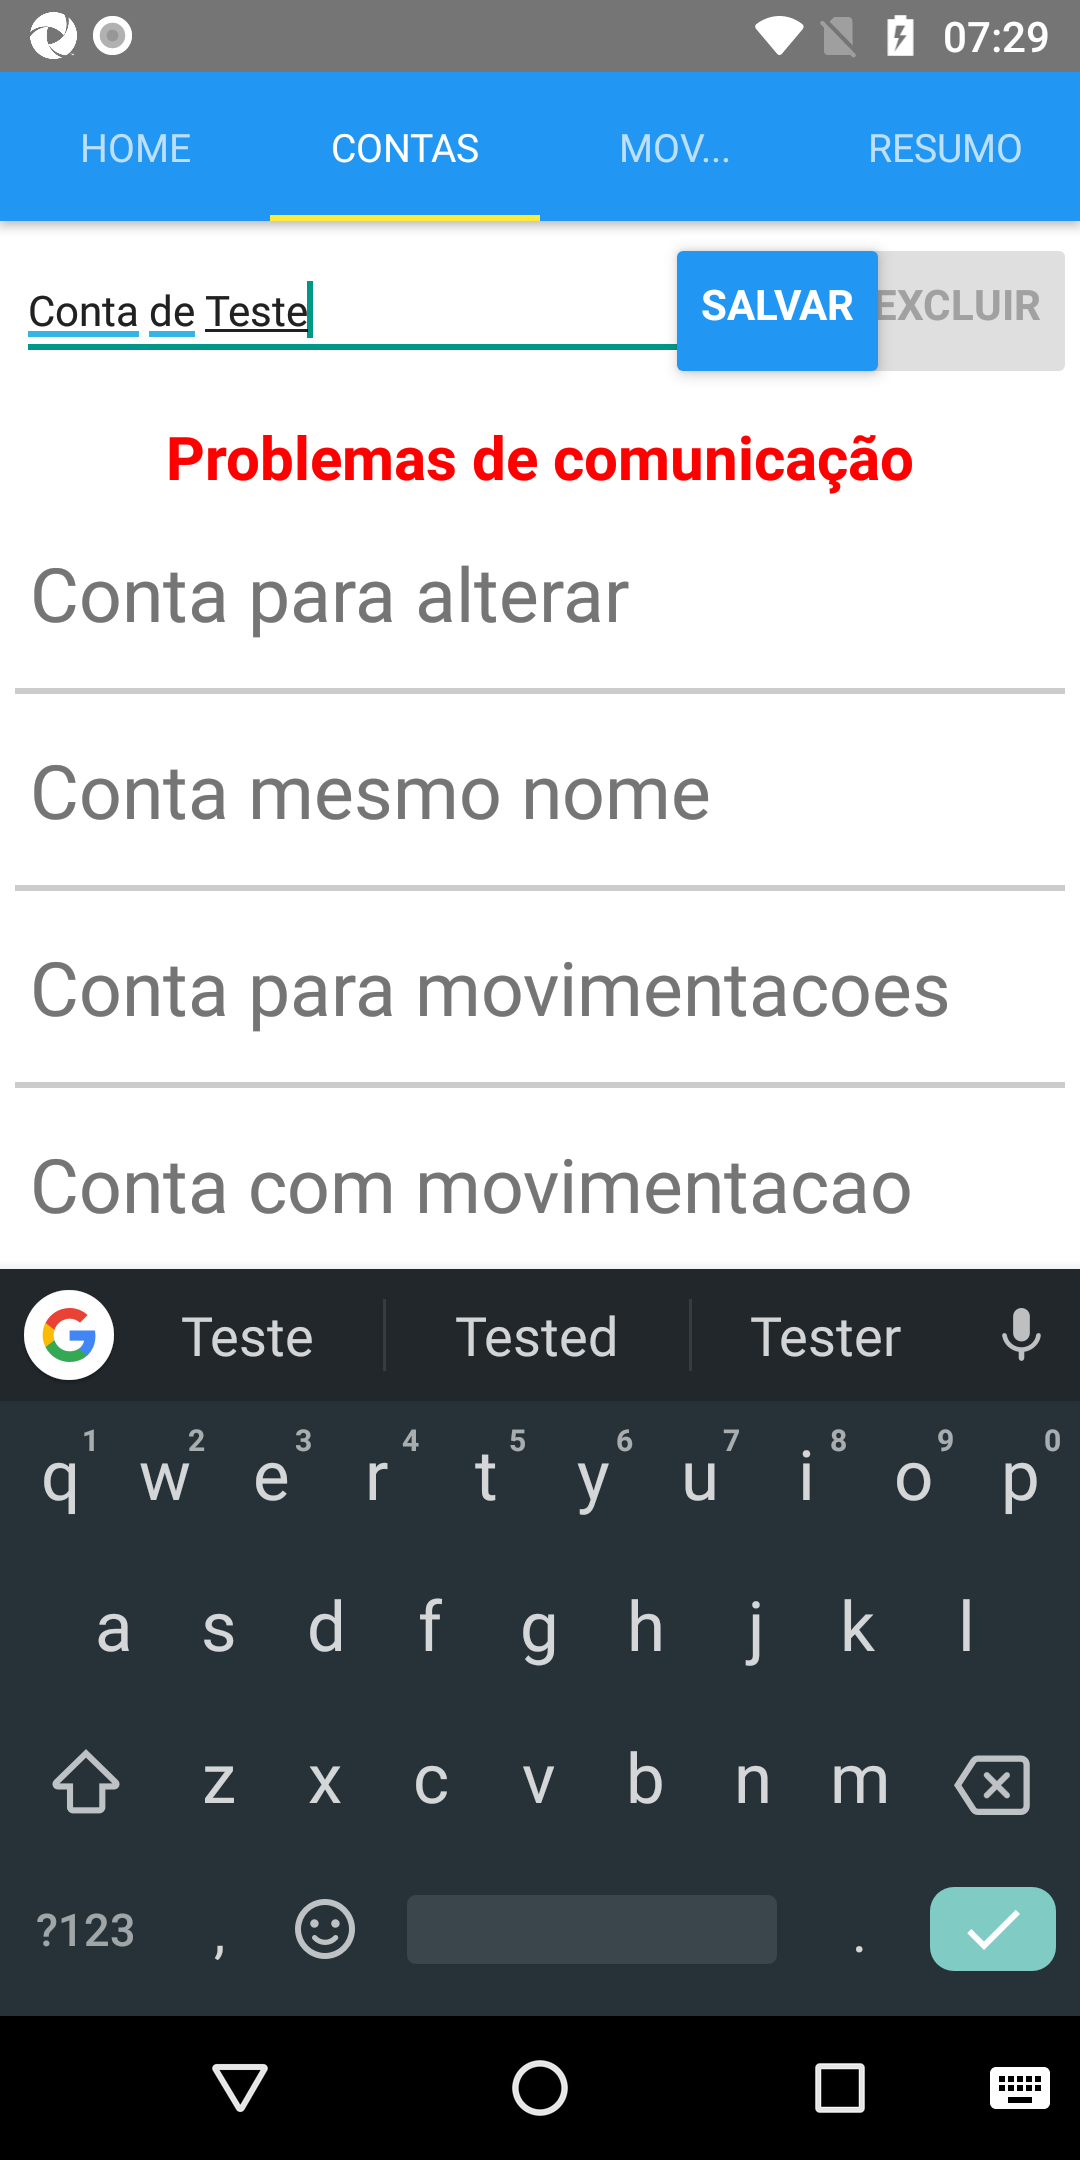 07:29
HOME CONTAS MOV... RESUMO
Conta de Teste SALVAR EXCLUIR
Problemas de comunicação
Conta para alterar
Conta mesmo nome
Conta para movimentacoes
Conta com movimentacao
Teste Tested Tester
1 2 3 4 5 6 7 8 9 0
q w e r t y u i o p
a s d f g h j k l
z x c v b n m
?123 , .